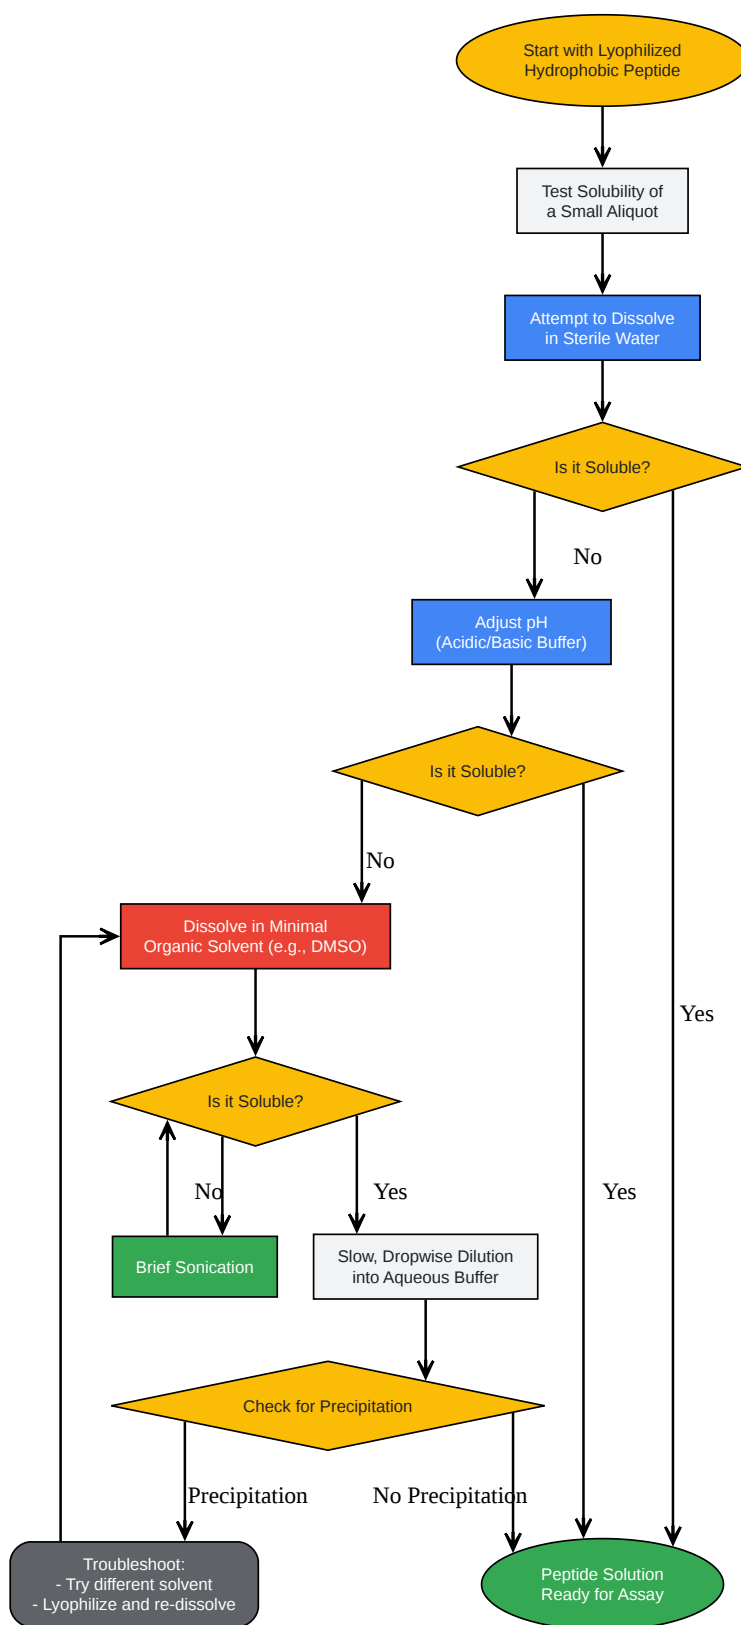 Start with Lyophilized
Hydrophobic Peptide
Test Solubility of
a Small Aliquot
Attempt to Dissolve
in Sterile Water
Is it Soluble?
No
Adjust pH
(Acidic/Basic Buffer)
Is it Soluble?
No
Dissolve in Minimal
Organic Solvent (e.g., DMSO)
Yes
Is it Soluble?
No
Yes
Yes
Brief Sonication
Slow, Dropwise Dilution
into Aqueous Buffer
Check for Precipitation
Precipitation
No Precipitation
Troubleshoot:
- Try different solvent
- Lyophilize and re-dissolve
Peptide Solution
Ready for Assay